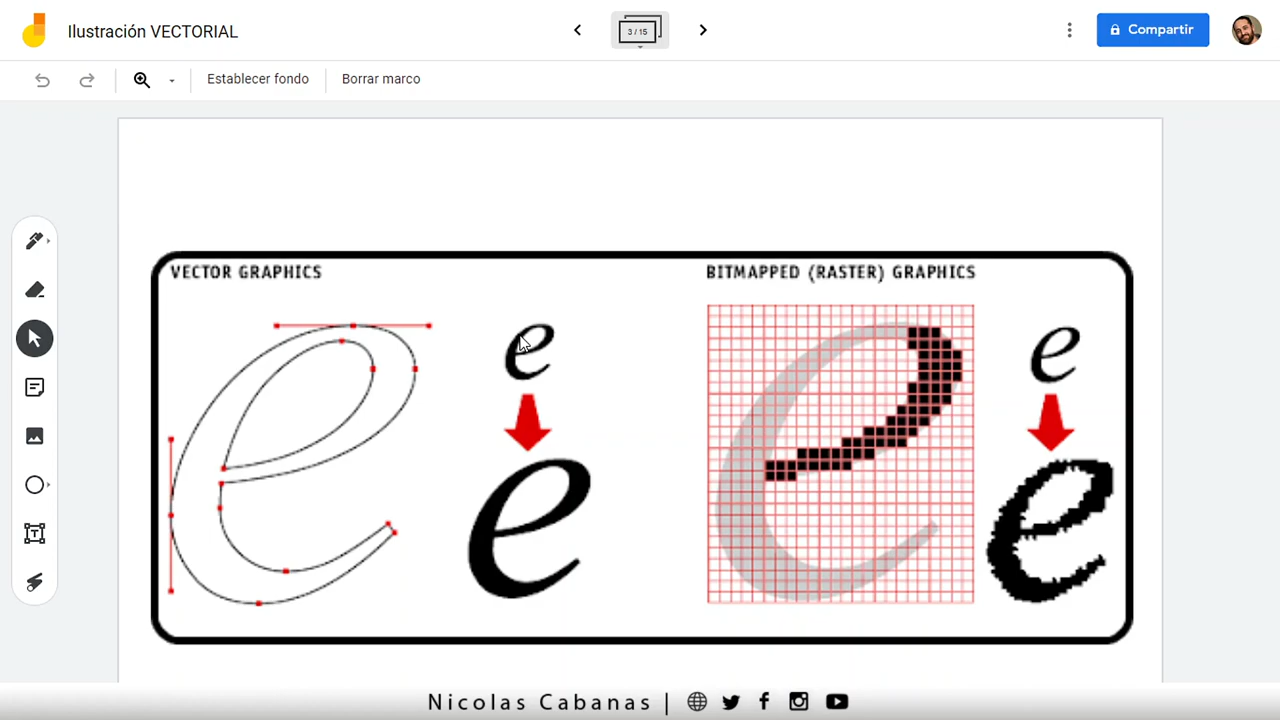 Ilustración VECTORIAL
3 / 15
Compartir
Establecer fondo
Borrar marco
VECTOR GRAPHICS
BITMAPPED (RASTER) GRAPHICS
e
e
e
e
e
e
Nicolas Cabanas |